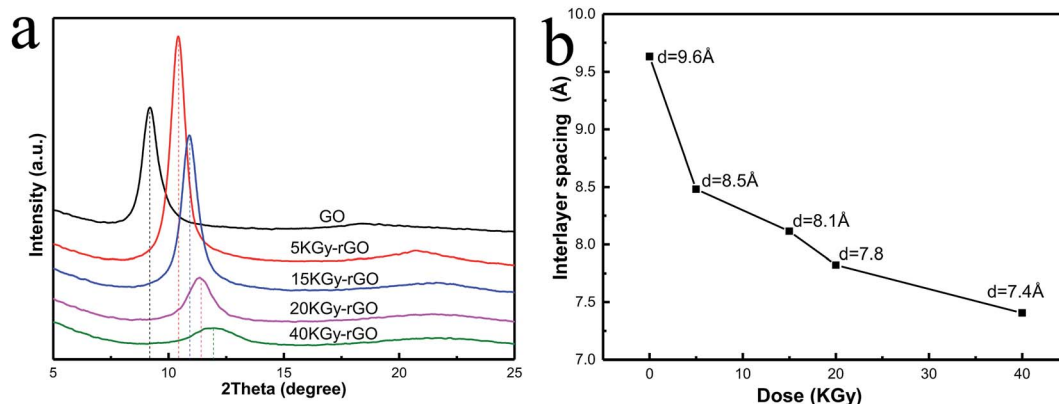 a
Intensity (a.u.)
GO
5KGy-rGO
15KGy-rGO
20KGy-rGO
40KGy-rGO
5 10 15 20 25
2Theta (degree)
b
Interlayer spacing (Å)
10.0
9.5
9.0
8.5
8.0
7.5
7.0
d=9.6Å
d=8.5Å
d=8.1Å
d=7.8
d=7.4Å
0 10 20 30 40
Dose (KGy)